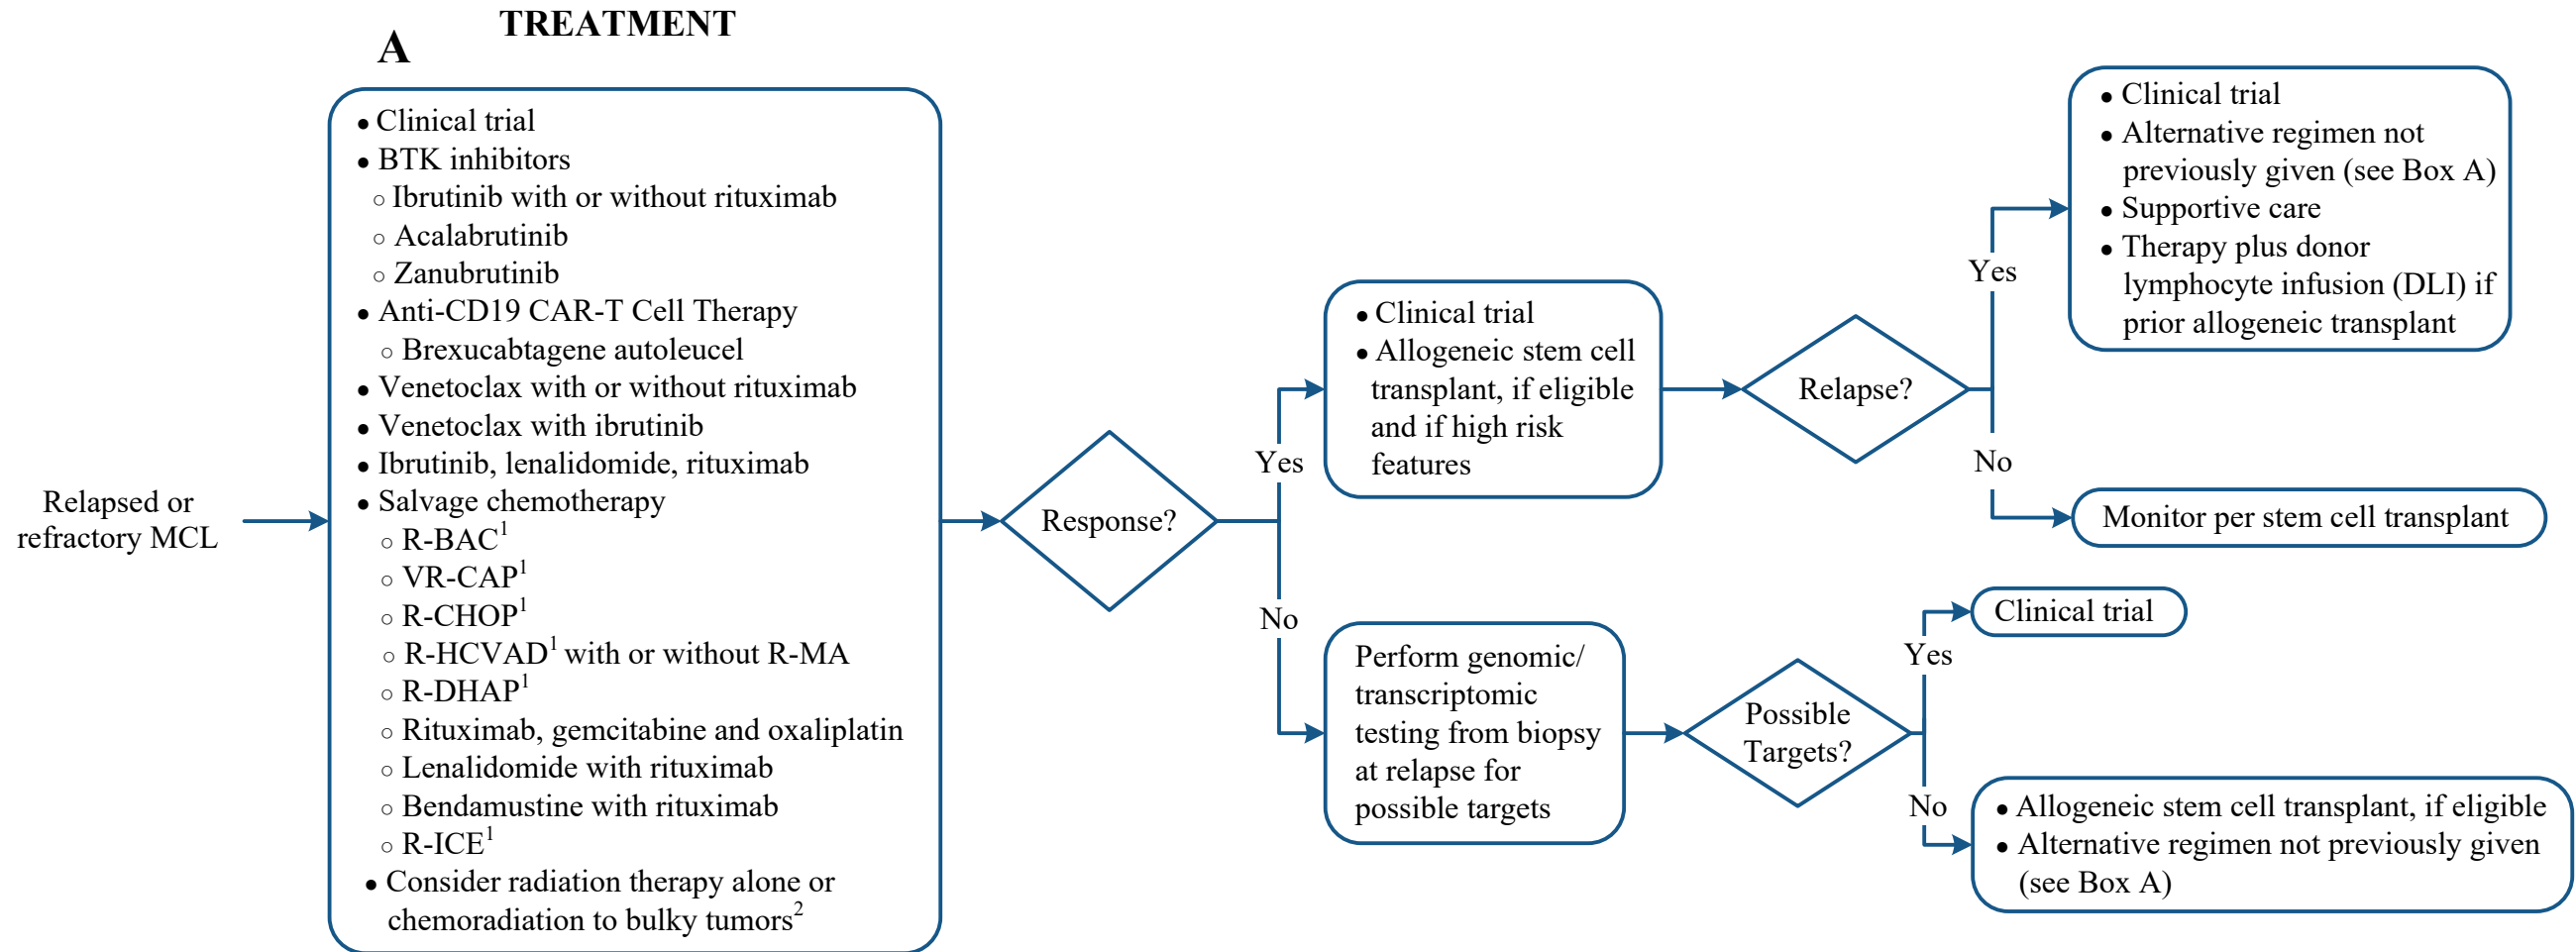 TREATMENT
A
Relapsed or
refractory MCL
• Clinical trial
• BTK inhibitors
○ Ibrutinib with or without rituximab
○ Acalabrutinib
○ Zanubrutinib
• Anti-CD19 CAR-T Cell Therapy
○ Brexucabtagene autoleucel
• Venetoclax with or without rituximab
• Venetoclax with ibrutinib
• Ibrutinib, lenalidomide, rituximab
• Salvage chemotherapy
○ R-BAC¹
○ VR-CAP¹
○ R-CHOP¹
○ R-HCVAD¹ with or without R-MA
○ R-DHAP¹
○ Rituximab, gemcitabine and oxaliplatin
○ Lenalidomide with rituximab
○ Bendamustine with rituximab
○ R-ICE¹
• Consider radiation therapy alone or
chemoradiation to bulky tumors²
Response?
Yes
• Clinical trial
• Allogeneic stem cell
transplant, if eligible
and if high risk
features
Relapse?
Yes
• Clinical trial
• Alternative regimen not
previously given (see Box A)
• Supportive care
• Therapy plus donor
lymphocyte infusion (DLI) if
prior allogeneic transplant
No
Monitor per stem cell transplant
No
Perform genomic/
transcriptomic
testing from biopsy
at relapse for
possible targets
Possible
Targets?
Yes
Clinical trial
No
• Allogeneic stem cell transplant, if eligible
• Alternative regimen not previously given
(see Box A)